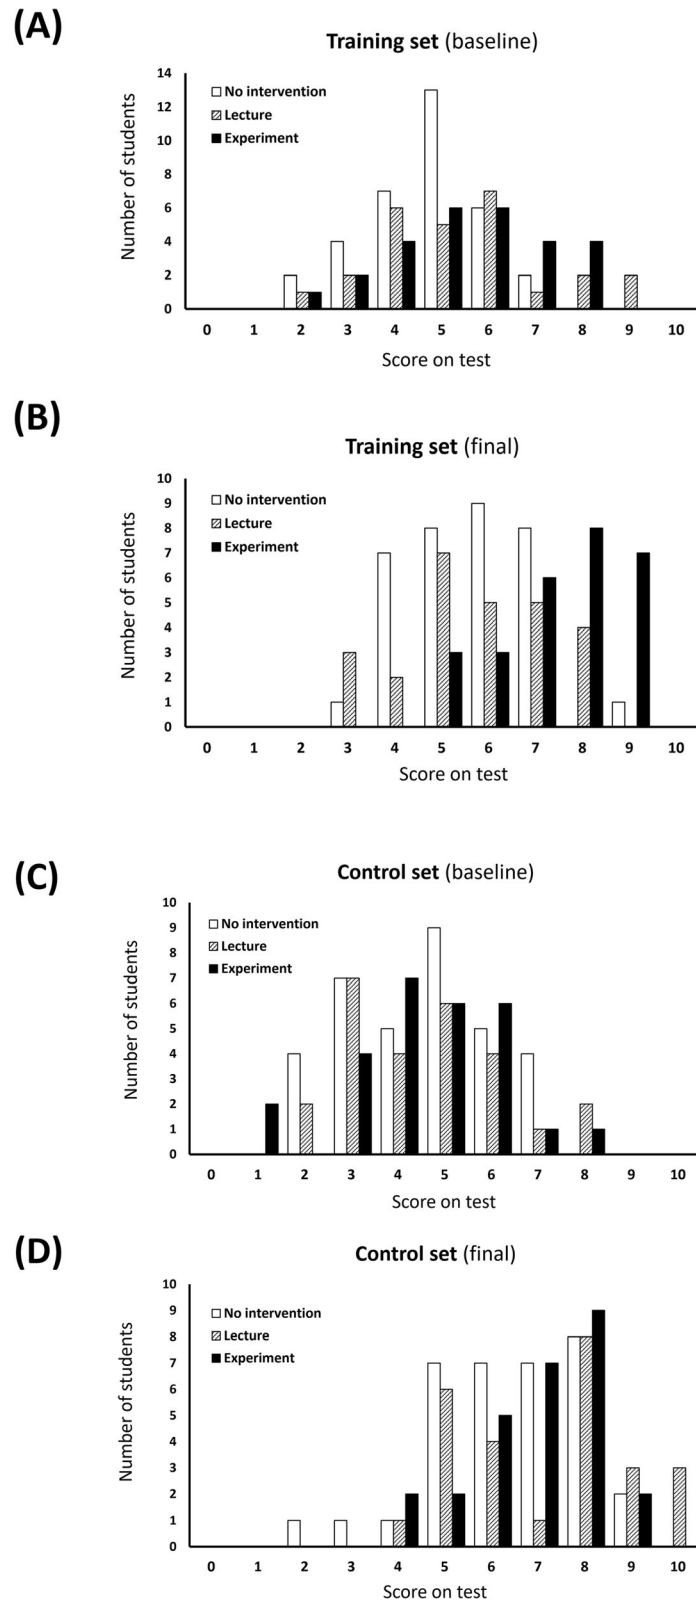 (A)
Training set (baseline)
Number of students
14
12
10
8
6
4
2
0
No intervention
Lecture
Experiment
0 1 2 3 4 5 6 7 8 9 10
Score on test
(B)
Training set (final)
Number of students
10
9
8
7
6
5
4
3
2
1
0
No intervention
Lecture
Experiment
0 1 2 3 4 5 6 7 8 9 10
Score on test
(C)
Control set (baseline)
Number of students
10
9
8
7
6
5
4
3
2
1
0
No intervention
Lecture
Experiment
0 1 2 3 4 5 6 7 8 9 10
Score on test
(D)
Control set (final)
Number of students
10
9
8
7
6
5
4
3
2
1
0
No intervention
Lecture
Experiment
0 1 2 3 4 5 6 7 8 9 10
Score on test